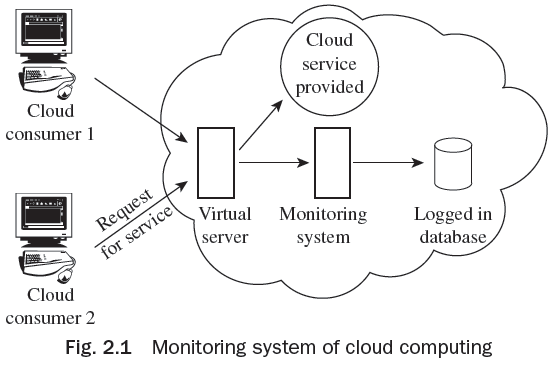 Cloud
service
provided
Cloud
consumer 1
Request
for service
Virtual
server
Monitoring
system
Logged in
database
Cloud
consumer 2
Fig. 2.1 Monitoring system of cloud computing